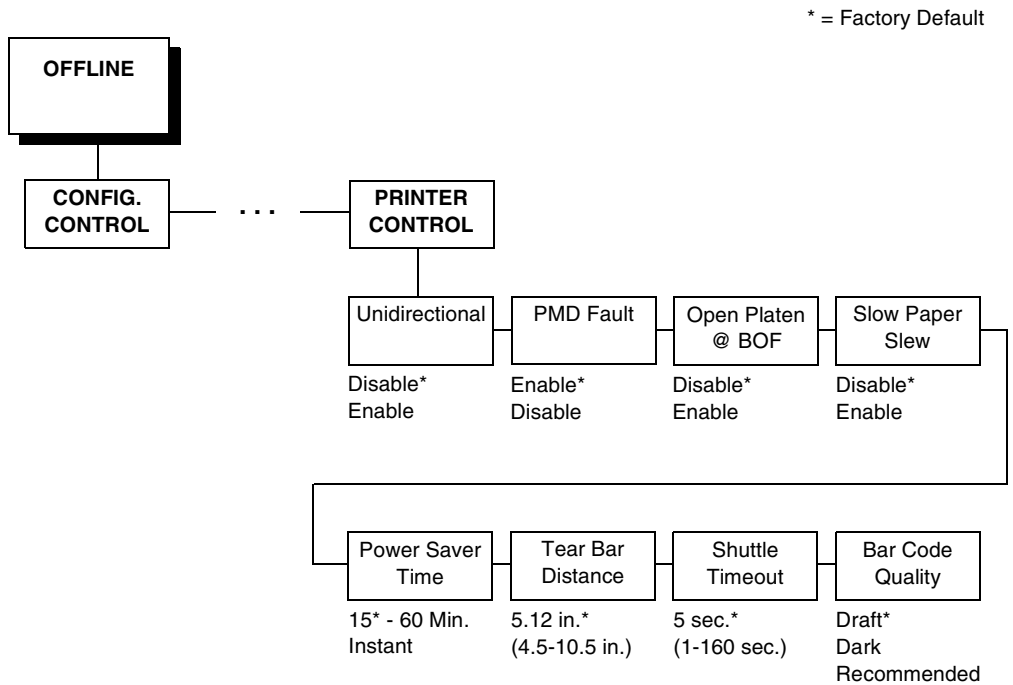 * = Factory Default
OFFLINE
CONFIG.
CONTROL
. . .
PRINTER
CONTROL
Unidirectional
Disable*
Enable
PMD Fault
Enable*
Disable
Open Platen
@ BOF
Disable*
Enable
Slow Paper
Slew
Disable*
Enable
Power Saver
Time
15* - 60 Min.
Instant
Tear Bar
Distance
5.12 in.*
(4.5-10.5 in.)
Shuttle
Timeout
5 sec.*
(1-160 sec.)
Bar Code
Quality
Draft*
Dark
Recommended